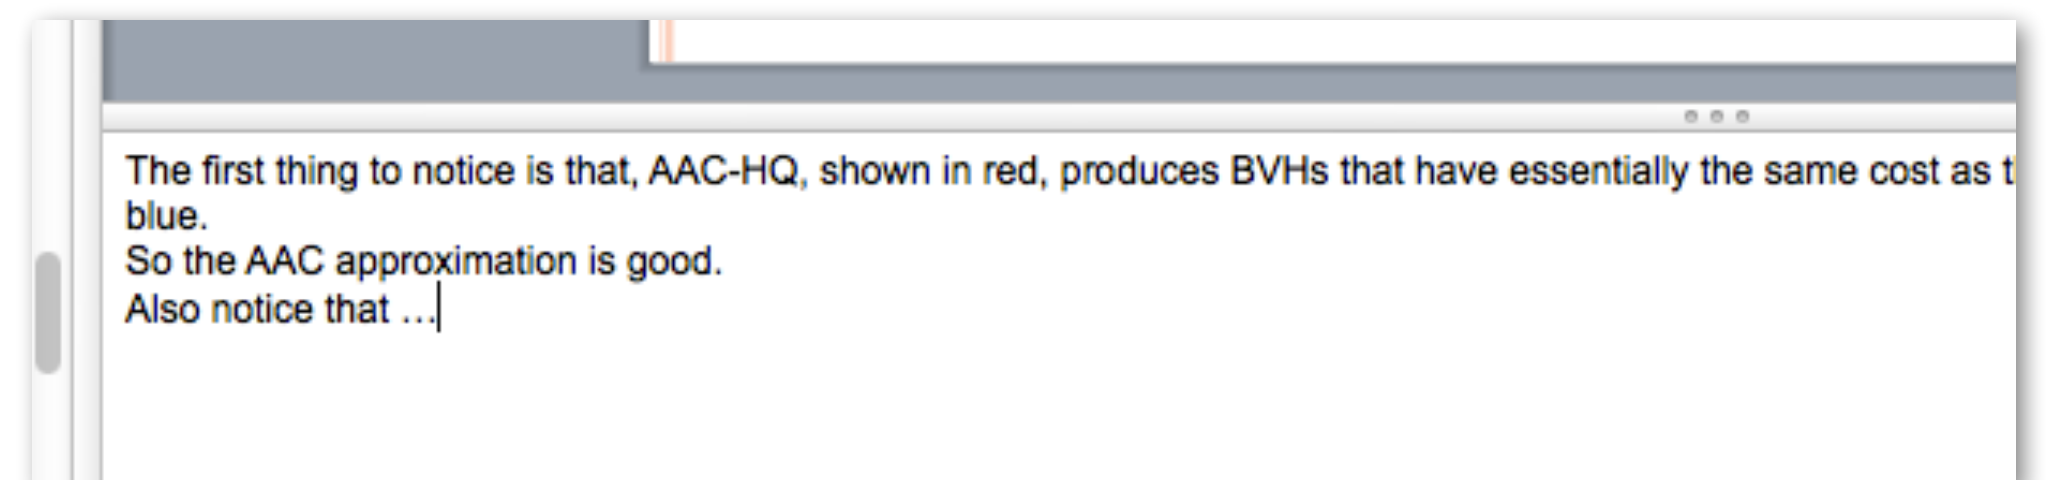 The first thing to notice is that, AAC-HQ, shown in red, produces BVHs that have essentially the same cost as
blue.
So the AAC approximation is good.
Also notice that …